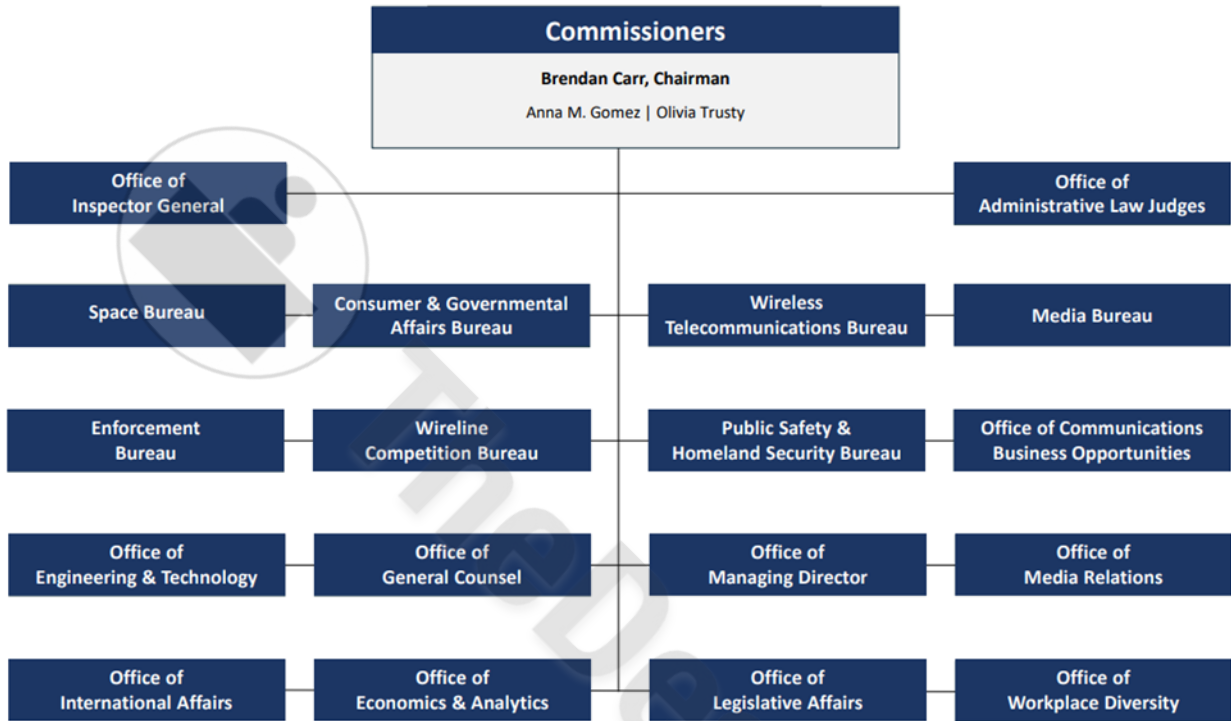 Commissioners
Brendan Carr, Chairman
Anna M. Gomez | Olivia Trusty
Office of
Inspector General
Office of
Administrative Law Judges
Space Bureau
Consumer & Governmental
Affairs Bureau
Wireless
Telecommunications Bureau
Media Bureau
Enforcement
Bureau
Wireline
Competition Bureau
Public Safety &
Homeland Security Bureau
Office of Communications
Business Opportunities
Office of
Engineering & Technology
Office of
General Counsel
Office of
Managing Director
Office of
Media Relations
Office of
International Affairs
Office of
Economics & Analytics
Office of
Legislative Affairs
Office of
Workplace Diversity